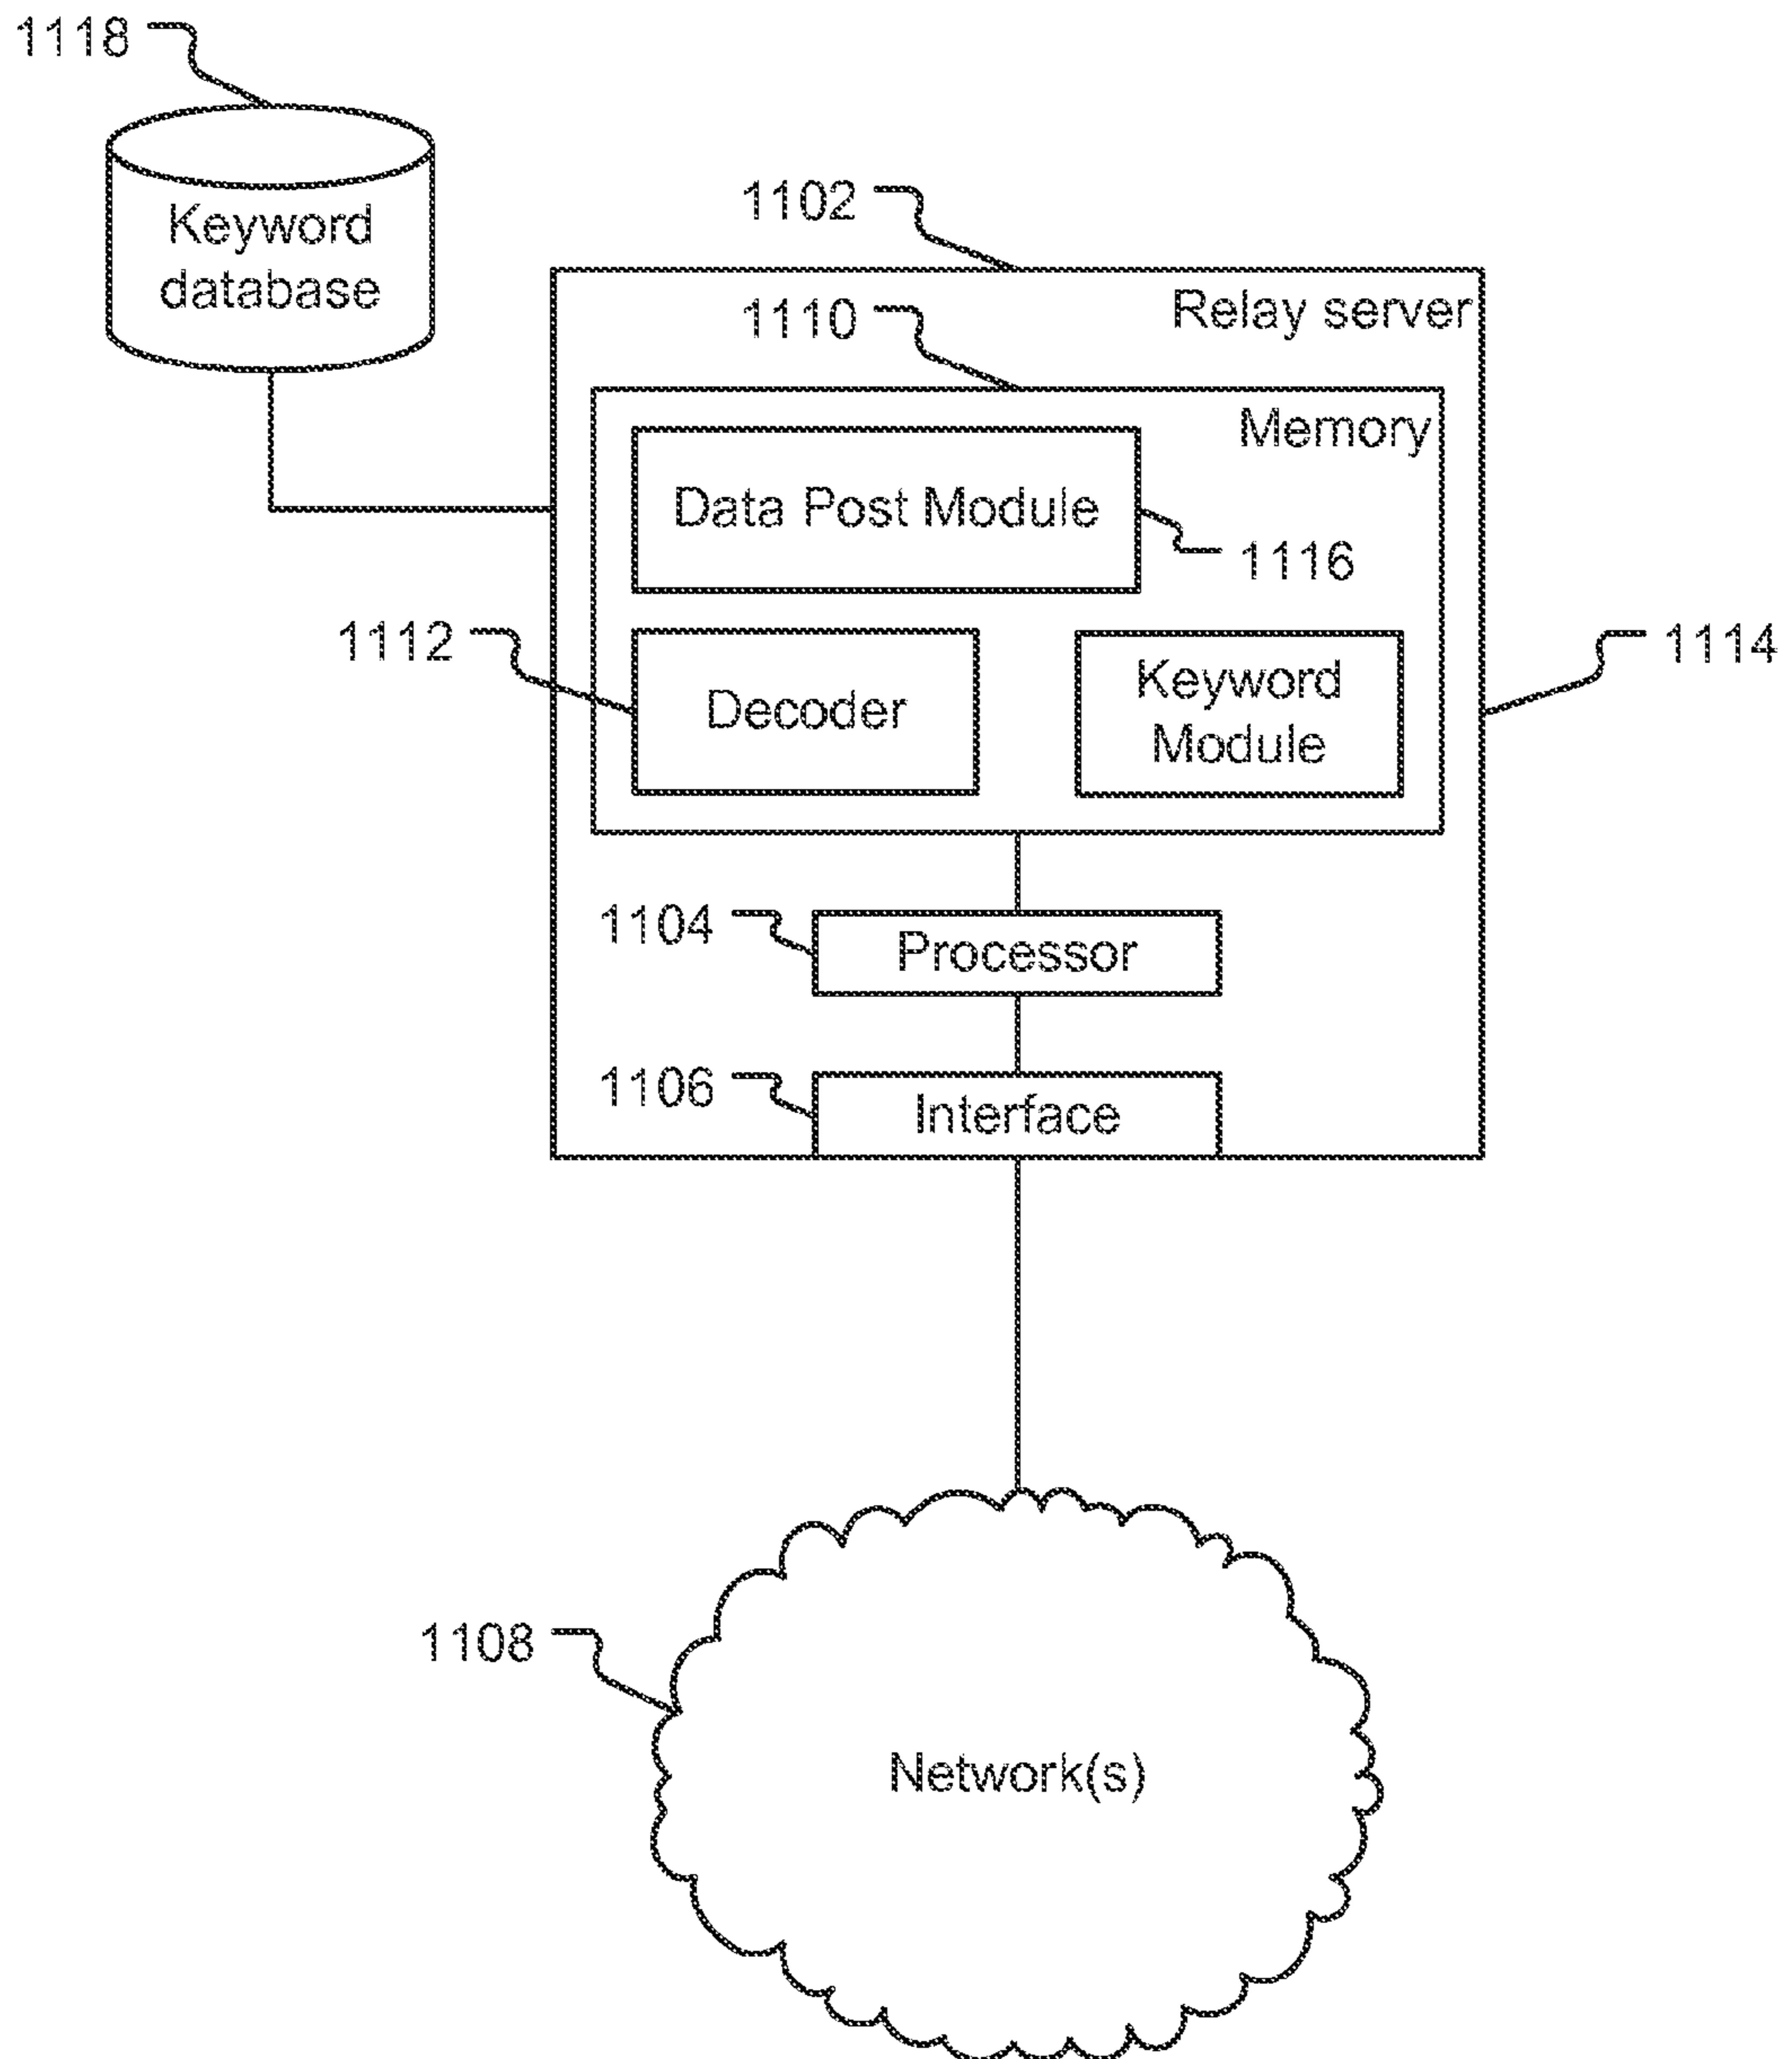 1118
Keyword
database
1102
Relay server
1110
Memory
Data Post Module
1116
1112
Decoder
Keyword
Module
1114
1104
Processor
1106
Interface
1108
Network(s)